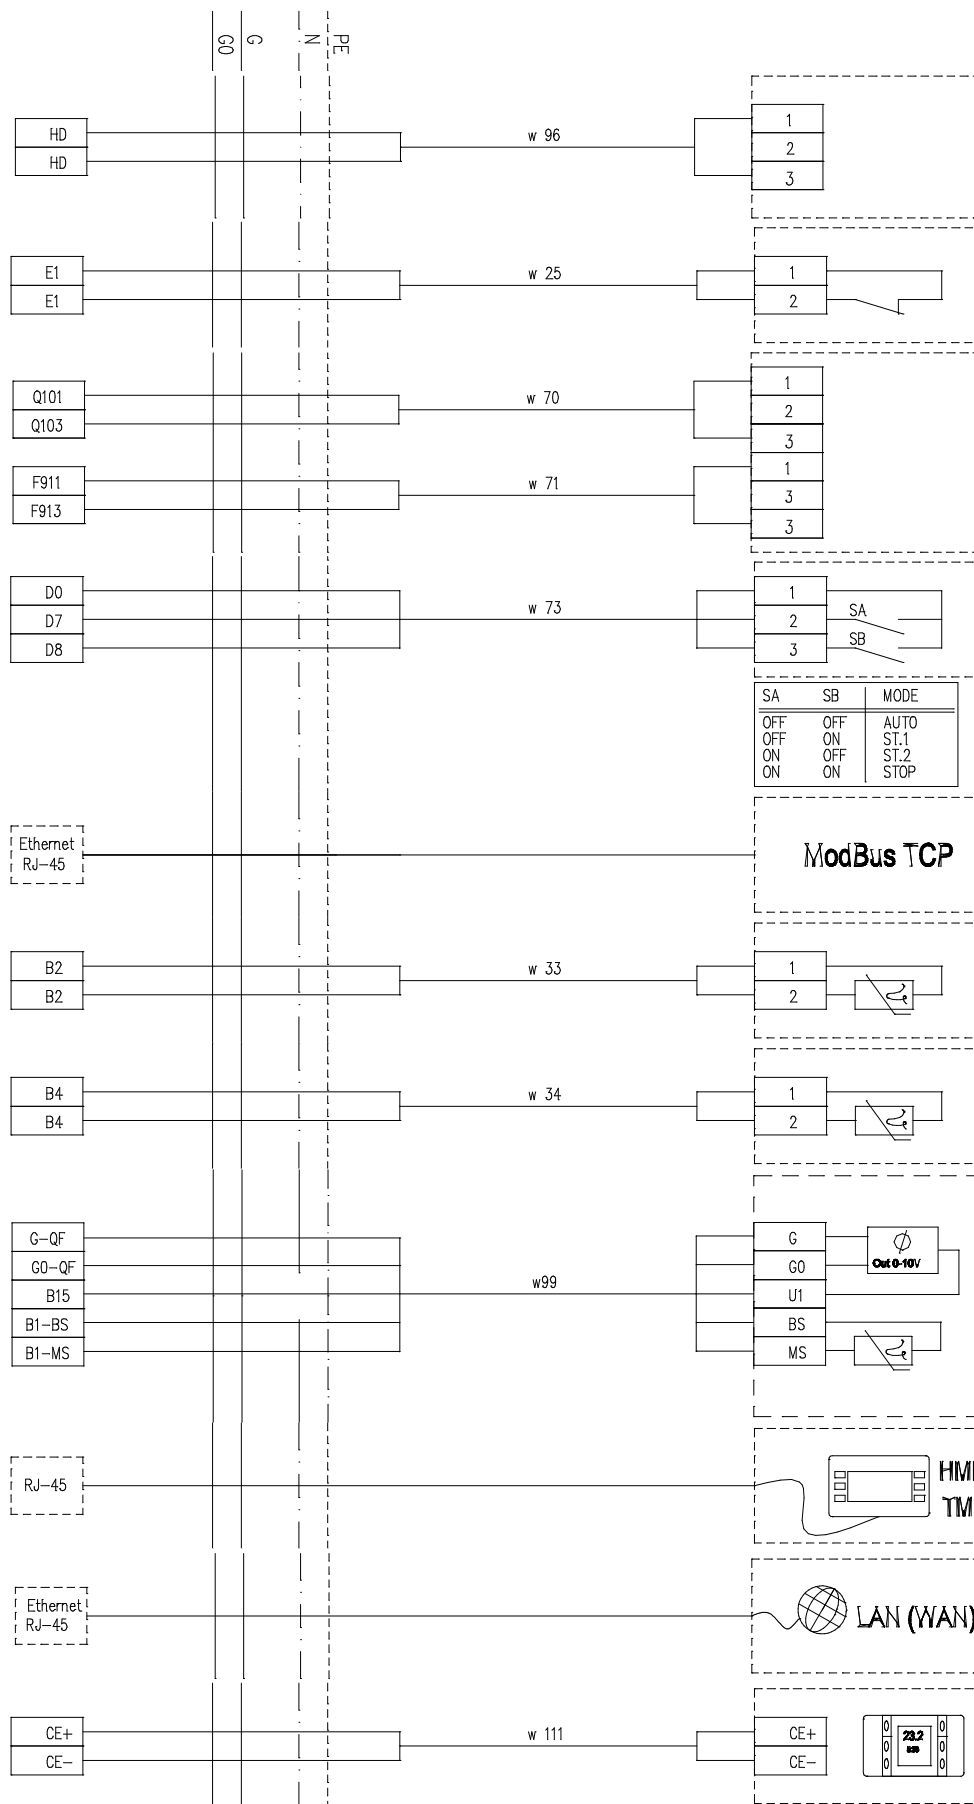 G0 G N PE
HD
HD
w 96
1
2
3
E1
E1
w 25
1
2
Q101
Q103
w 70
1
2
3
F911
F913
w 71
1
3
3
D0
D7
D8
w 73
1
2
3
SA
SB
SA SB MODE
OFF OFF AUTO
OFF ON ST.1
ON OFF ST.2
ON ON STOP
Ethernet
RJ-45
ModBus TCP
B2
B2
w 33
1
2
B4
B4
w 34
1
2
G-QF
G0-QF
B15
B1-BS
B1-MS
w99
G
G0
U1
BS
MS
Out 0-10V
RJ-45
HMI
TM
Ethernet
RJ-45
LAN (WAN)
CE+
CE-
w 111
CE+
CE-
23.2